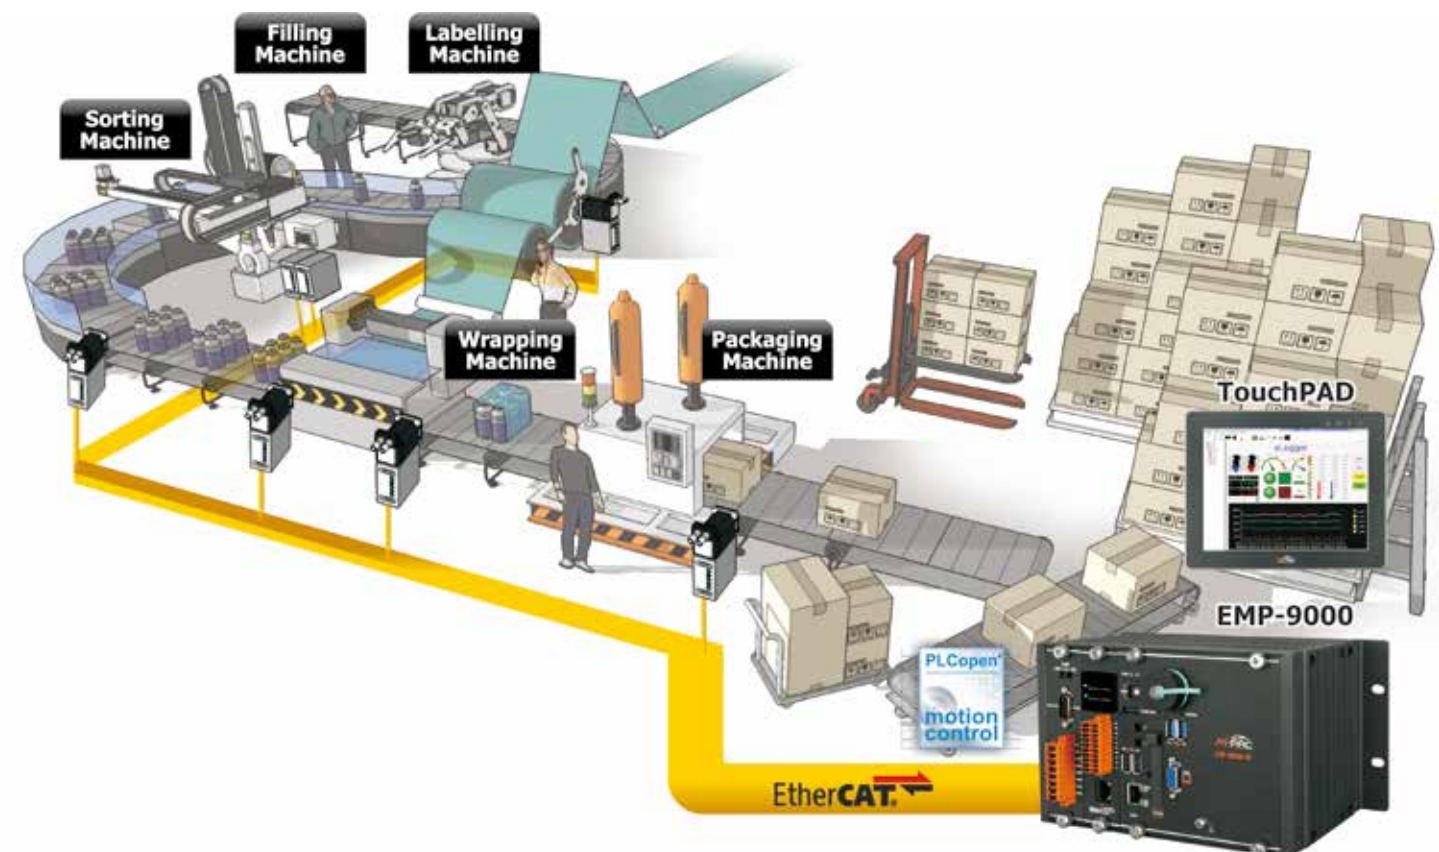 Filling
Machine
Labelling
Machine
Sorting
Machine
Wrapping
Machine
Packaging
Machine
TouchPAD
EMP-9000
PLCopen
motion
control
EtherCAT